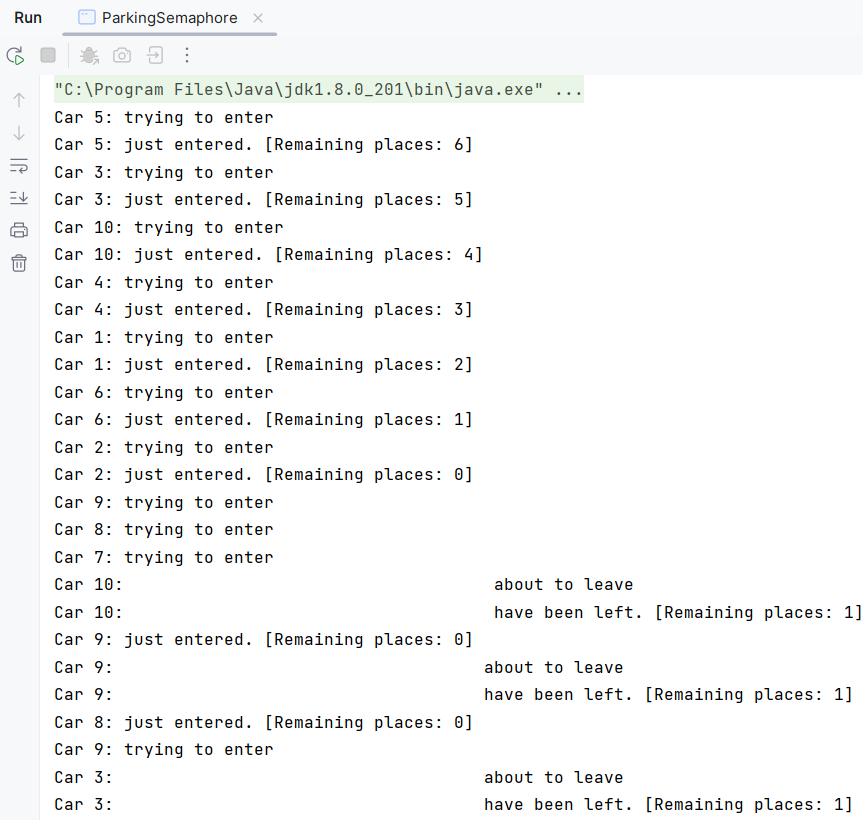 Run ParkingSemaphore
"C:\Program Files\Java\jdk1.8.0_201\bin\java.exe" ...
Car 5: trying to enter
Car 5: just entered. [Remaining places: 6]
Car 3: trying to enter
Car 3: just entered. [Remaining places: 5]
Car 10: trying to enter
Car 10: just entered. [Remaining places: 4]
Car 4: trying to enter
Car 4: just entered. [Remaining places: 3]
Car 1: trying to enter
Car 1: just entered. [Remaining places: 2]
Car 6: trying to enter
Car 6: just entered. [Remaining places: 1]
Car 2: trying to enter
Car 2: just entered. [Remaining places: 0]
Car 9: trying to enter
Car 8: trying to enter
Car 7: trying to enter
Car 10: about to leave
Car 10: have been left. [Remaining places: 1]
Car 9: just entered. [Remaining places: 0]
Car 9: about to leave
Car 9: have been left. [Remaining places: 1]
Car 8: just entered. [Remaining places: 0]
Car 9: trying to enter
Car 3: about to leave
Car 3: have been left. [Remaining places: 1]